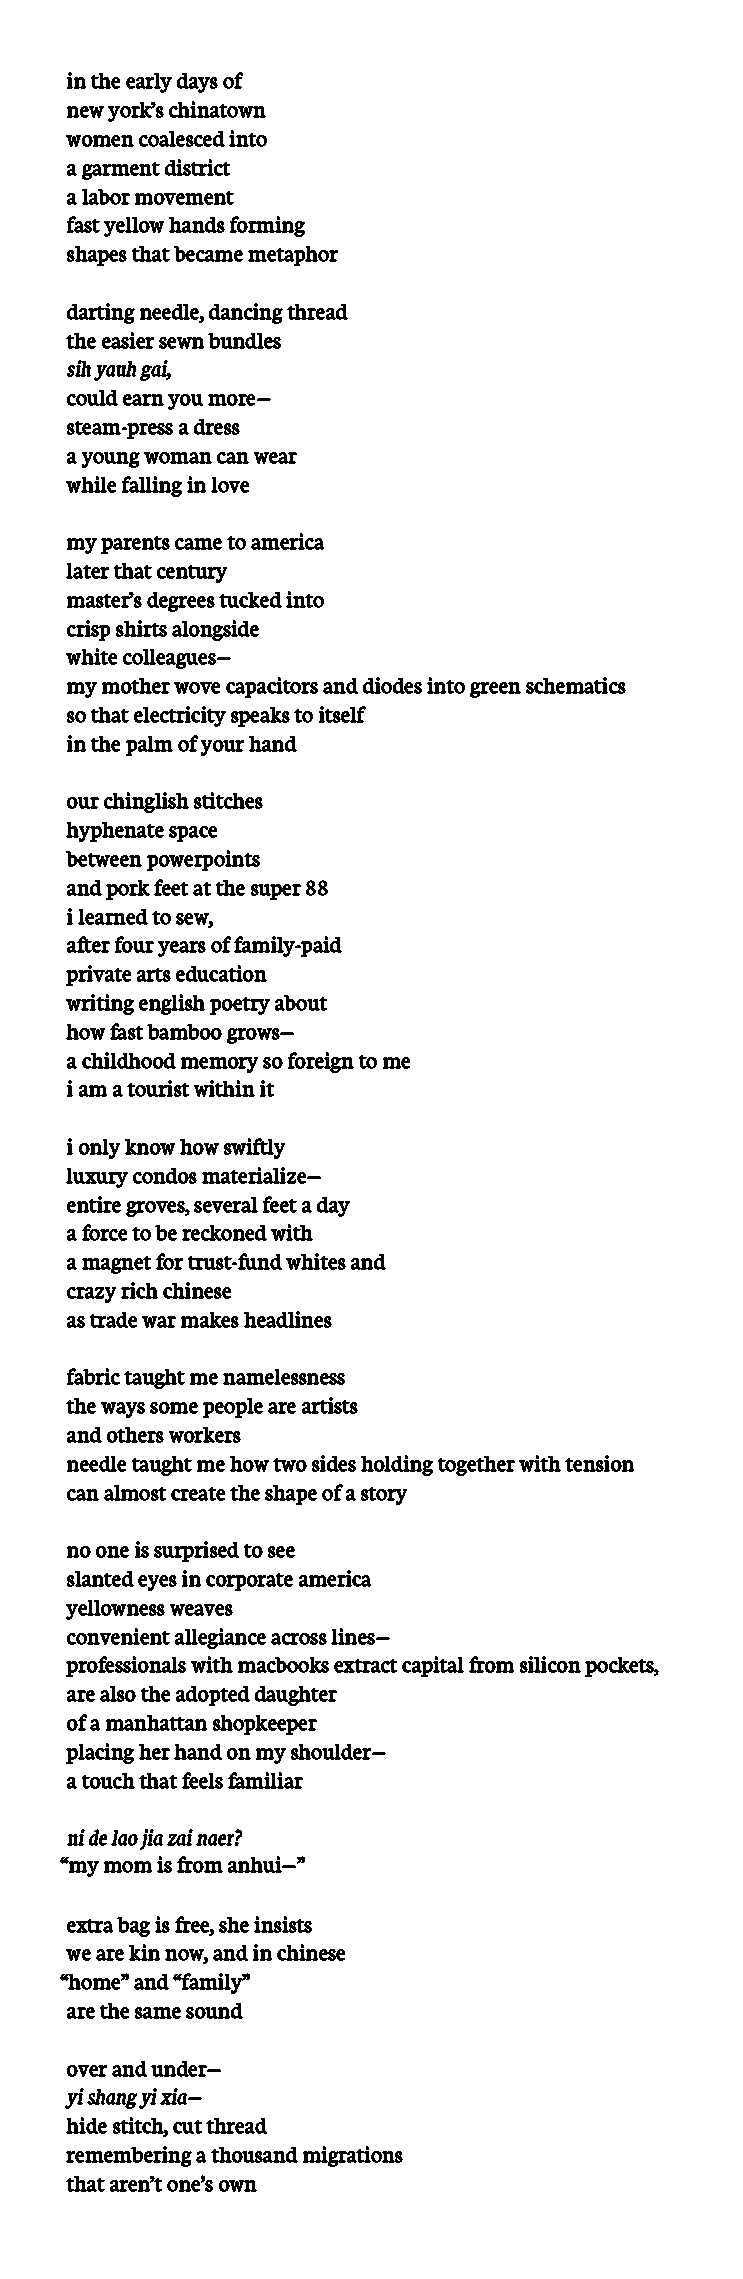 in the early days of
new york’s chinatown
women coalesced into
a garment district
a labor movement
fast yellow hands forming
shapes that became metaphor
darting needle, dancing thread
the easier sewn bundles
sih yauh gai,
could earn you more—
steam-press a dress
a young woman can wear
while falling in love
my parents came to america
later that century
master’s degrees tucked into
crisp shirts alongside
white colleagues—
my mother wove capacitors and diodes into green schematics
so that electricity speaks to itself
in the palm of your hand
our chinglish stitches
hyphenate space
between powerpoints
and pork feet at the super 88
i learned to sew,
after four years of family-paid
private arts education
writing english poetry about
how fast bamboo grows—
a childhood memory so foreign to me
i am a tourist within it
i only know how swiftly
luxury condos materialize—
entire groves, several feet a day
a force to be reckoned with
a magnet for trust-fund whites and
crazy rich chinese
as trade war makes headlines
fabric taught me namelessness
the ways some people are artists
and others workers
needle taught me how two sides holding together with tension
can almost create the shape of a story
no one is surprised to see
slanted eyes in corporate america
yellowness weaves
convenient allegiance across lines—
professionals with macbooks extract capital from silicon pockets,
are also the adopted daughter
of a manhattan shopkeeper
placing her hand on my shoulder—
a touch that feels familiar
ni de lao jia zai naer?
“my mom is from anhui—”
extra bag is free, she insists
we are kin now, and in chinese
“home” and “family”
are the same sound
over and under—
yi shang yi xia—
hide stitch, cut thread
remembering a thousand migrations
that aren’t one’s own